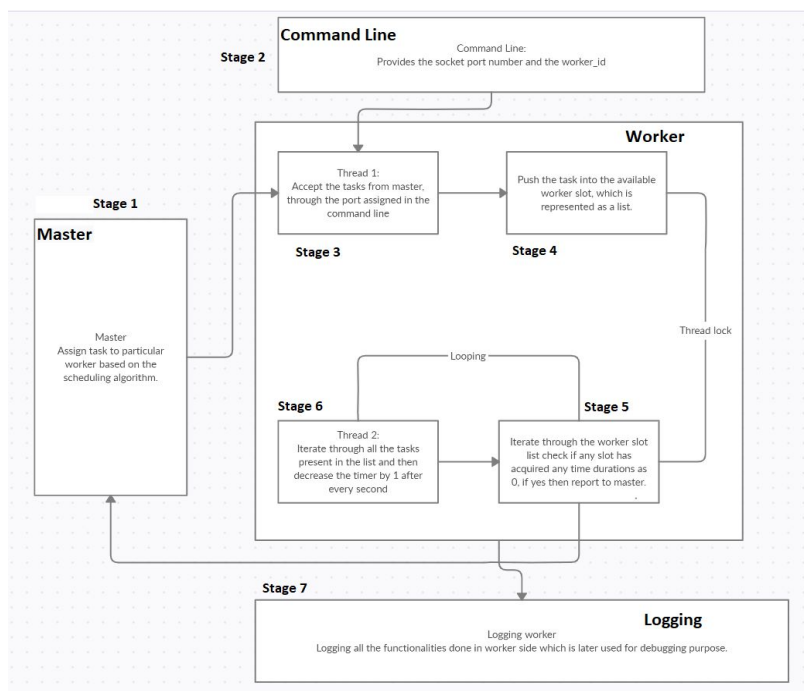 Command Line
Stage 2
Command Line:
Provides the socket port number and the worker_id
Worker
Thread 1:
Accept the tasks from master,
through the port assigned in the
command line
Push the task into the available
worker slot, which is
represented as a list.
Stage 1
Master
Stage 3
Stage 4
Master
Assign task to particular
worker based on the
scheduling algorithm.
Thread lock
Looping
Stage 6
Stage 5
Thread 2:
Iterate through all the tasks
present in the list and then
decrease the timer by 1 after
every second
Iterate through the worker slot
list check if any slot has
acquired any time durations as
0, if yes then report to master.
.
Stage 7
Logging
Logging worker
Logging all the functionalities done in worker side which is later used for debugging purpose.